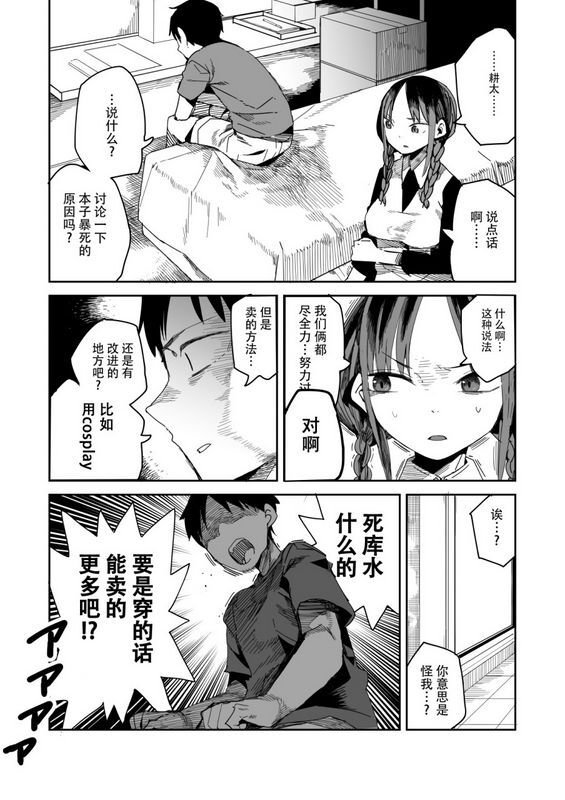 …耕太
说点话
啊……
…说什么?
讨论一下
本子暴死的
原因吗?
什么啊…
这种说法
我们俩都
尽全力…努力过
对啊
但是
卖的方法…
还是有
改进的
地方吧?
比如
用cosplay
诶…?
你意思是
怪我…?
死库水
什么的
要是穿的话
能卖的
更多吧!?
アアアア